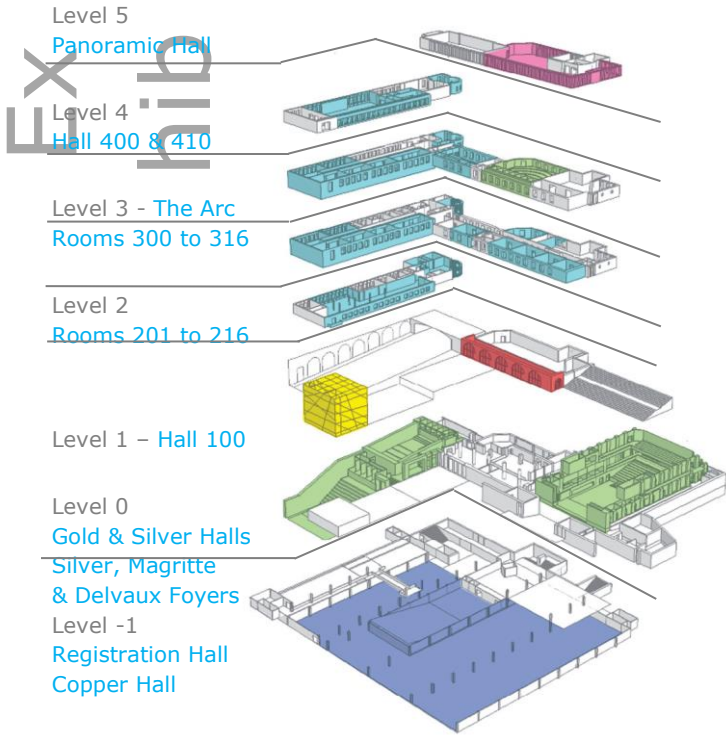 Level 5
Panoramic Hall
Ex
hib
Level 4
Hall 400 & 410
Level 3 - The Arc
Rooms 300 to 316
Level 2
Rooms 201 to 216
Level 1 – Hall 100
Level 0
Gold & Silver Halls
Silver, Magritte
& Delvaux Foyers
Level -1
Registration Hall
Copper Hall